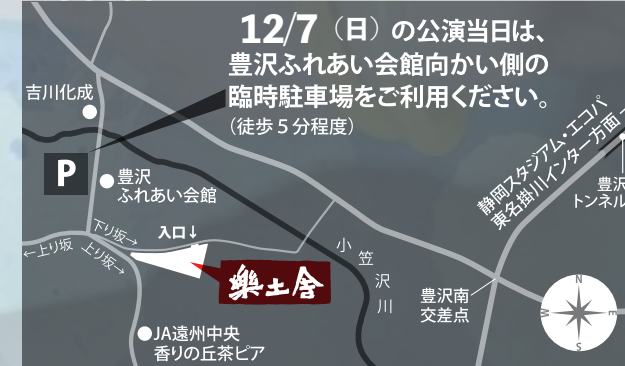 12/7（日）の公演当日は、
豊沢ふれあい会館向かい側の
臨時駐車場をご利用ください。
（徒歩５分程度）
吉川化成
P
豊沢
ふれあい会館
静岡スタジアム・エコパ
東名掛川インター方面→
豊沢
トンネル
下り坂→
入口↓
←上り坂
上り坂→
樂土舎
小笠沢川
豊沢南
交差点
JA遠州中央
香りの丘茶ピア
N
W
E
S